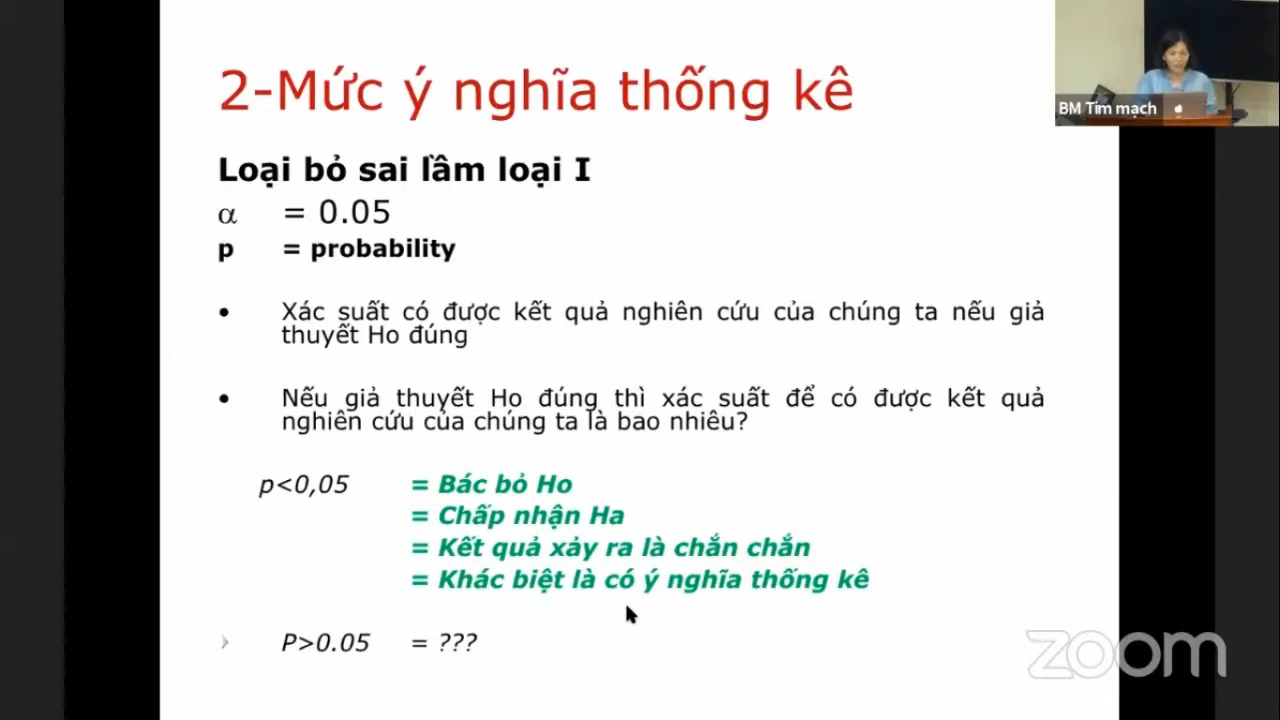 2-Mức ý nghĩa thống kê
BM Tim mạch
Loại bỏ sai lầm loại I
α = 0.05
p = probability
• Xác suất có được kết quả nghiên cứu của chúng ta nếu giả
thuyết Ho đúng
• Nếu giả thuyết Ho đúng thì xác suất để có được kết quả
nghiên cứu của chúng ta là bao nhiêu?
p<0,05 = Bác bỏ Ho
= Chấp nhận Ha
= Kết quả xảy ra là chắn chắn
= Khác biệt là có ý nghĩa thống kê
› P>0.05 = ???
zoom